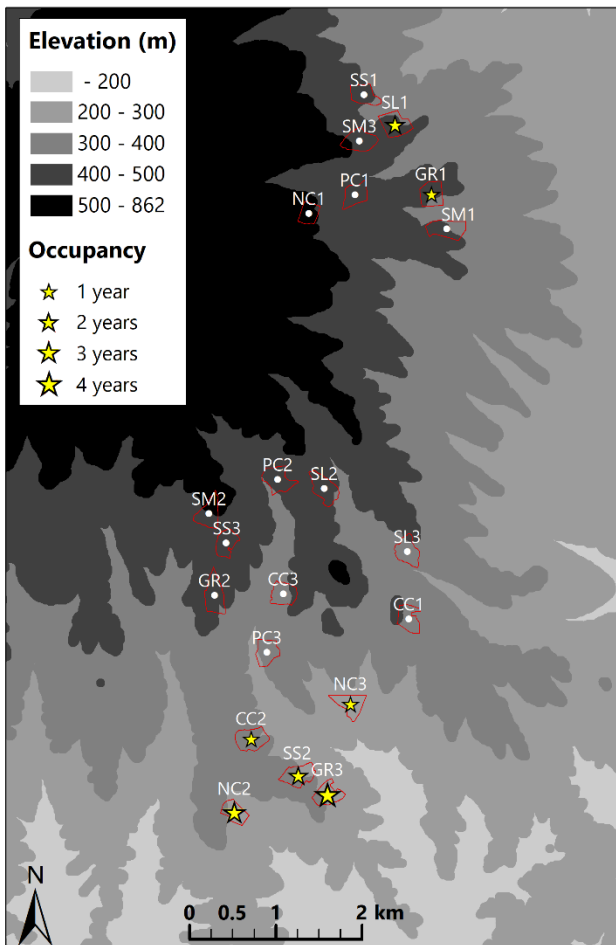 Elevation (m)
- 200
200 - 300
300 - 400
400 - 500
500 - 862
Occupancy
1 year
2 years
3 years
4 years
SS1
SL1
SM3
GR1
PC1
NC1
SM1
PC2
SL2
SM2
SS3
SL3
GR2
CC3
CC1
PC3
NC3
CC2
SS2
GR3
NC2
N
0 0.5 1 2 km